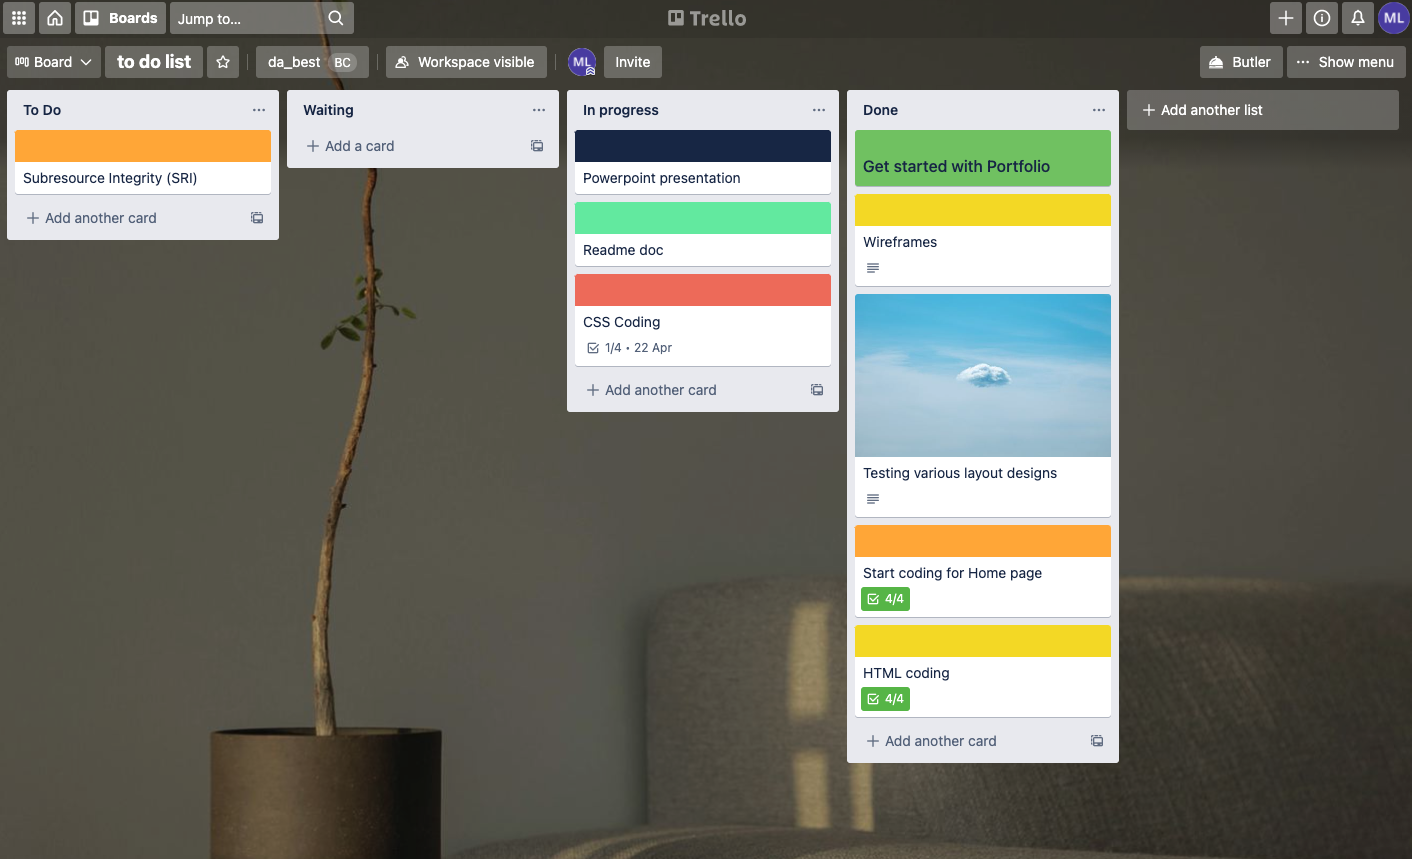 Boards
Jump to...
Trello
ML
Board
to do list
da_best BC
Workspace visible
ML
Invite
Butler
Show menu
To Do
Subresource Integrity (SRI)
Add another card
Waiting
Add a card
In progress
Powerpoint presentation
Readme doc
CSS Coding
1/4 • 22 Apr
Add another card
Done
Get started with Portfolio
Wireframes
Testing various layout designs
Start coding for Home page
4/4
HTML coding
4/4
Add another card
Add another list